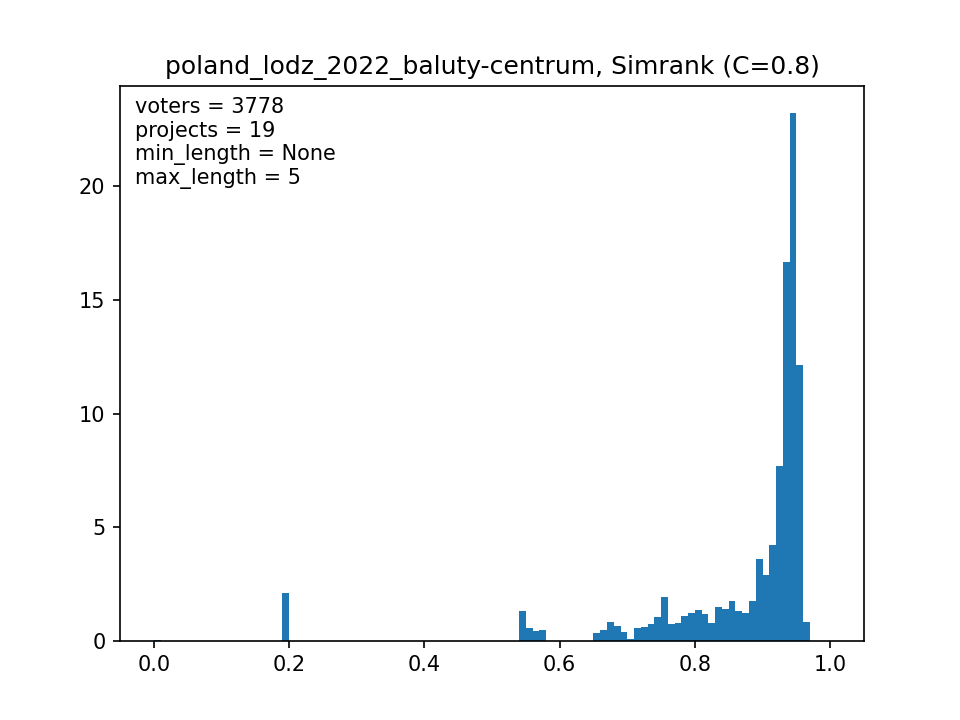 poland_lodz_2022_baluty-centrum, Simrank (C=0.8)
voters = 3778
projects = 19
min_length = None
max_length = 5
20
15
10
5
0
0.0 0.2 0.4 0.6 0.8 1.0